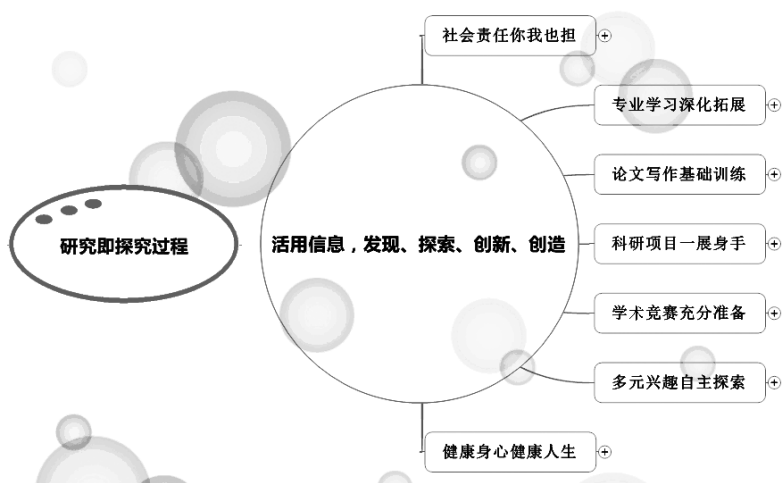 社会责任你我也担
专业学习深化拓展
论文写作基础训练
研究即探究过程
活用信息，发现、探索、创新、创造
科研项目一展身手
学术竞赛充分准备
多元兴趣自主探索
健康身心健康人生